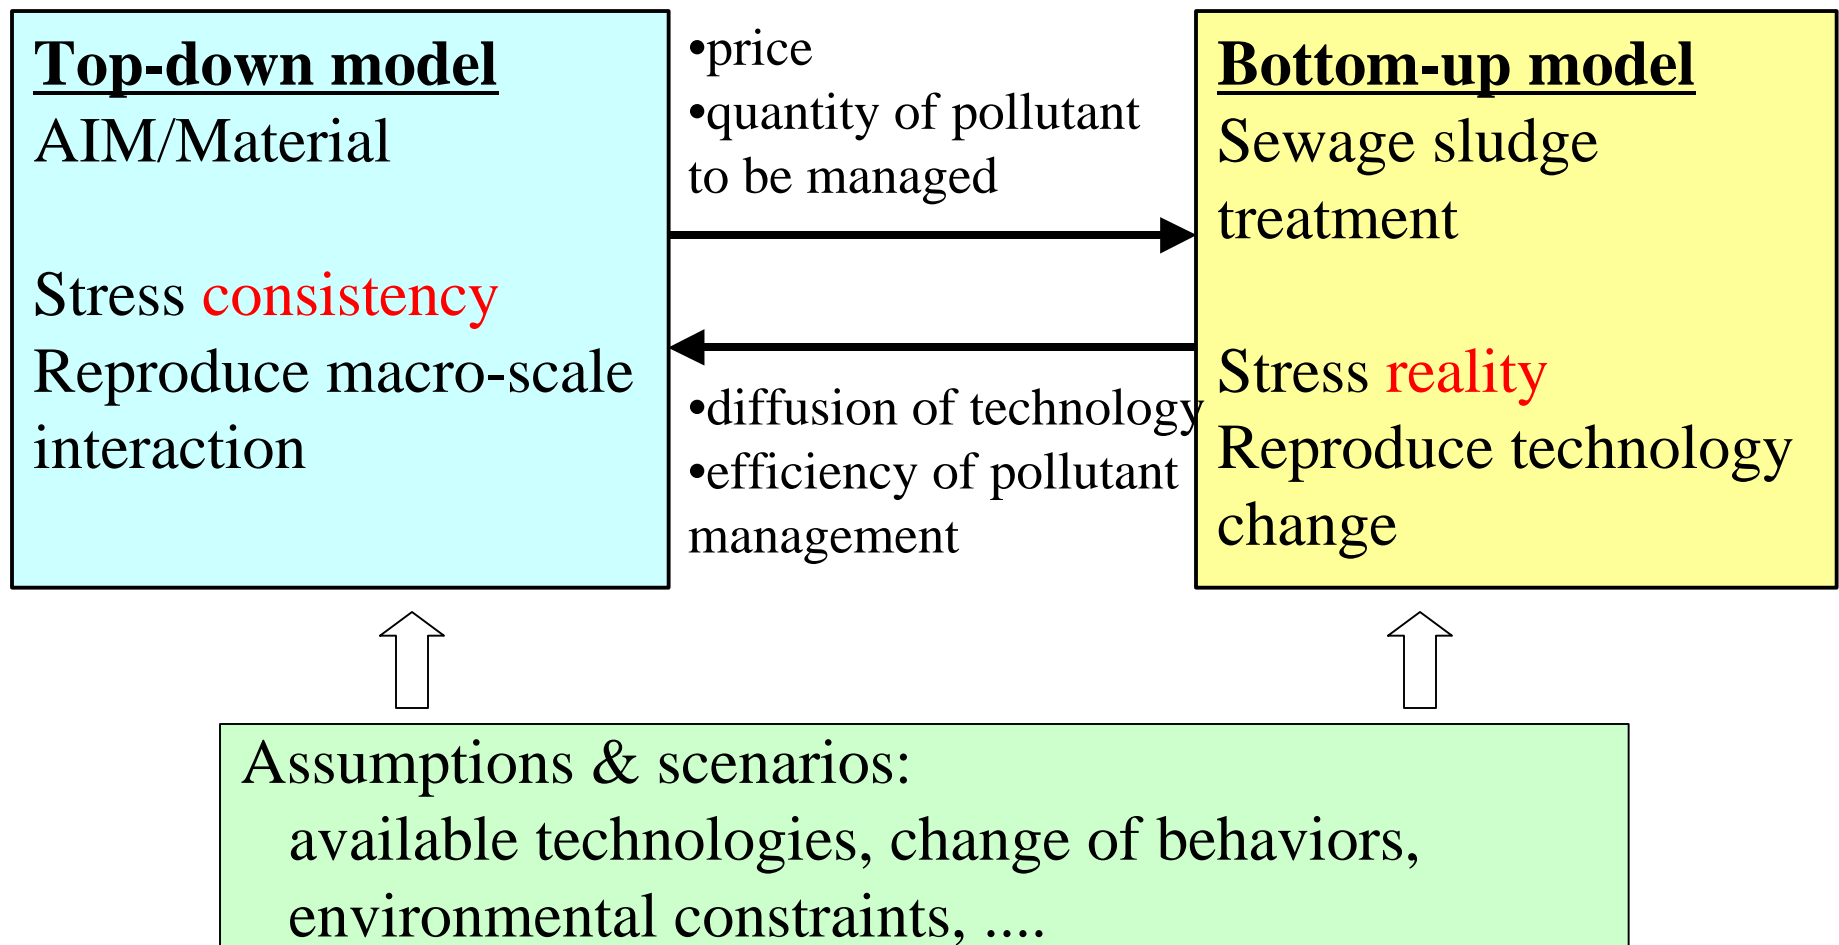 Top-down model
AIM/Material
Stress consistency
Reproduce macro-scale
interaction
•price
•quantity of pollutant
to be managed
•diffusion of technology
•efficiency of pollutant
management
Bottom-up model
Sewage sludge
treatment
Stress reality
Reproduce technology
change
Assumptions & scenarios:
available technologies, change of behaviors,
environmental constraints, ....